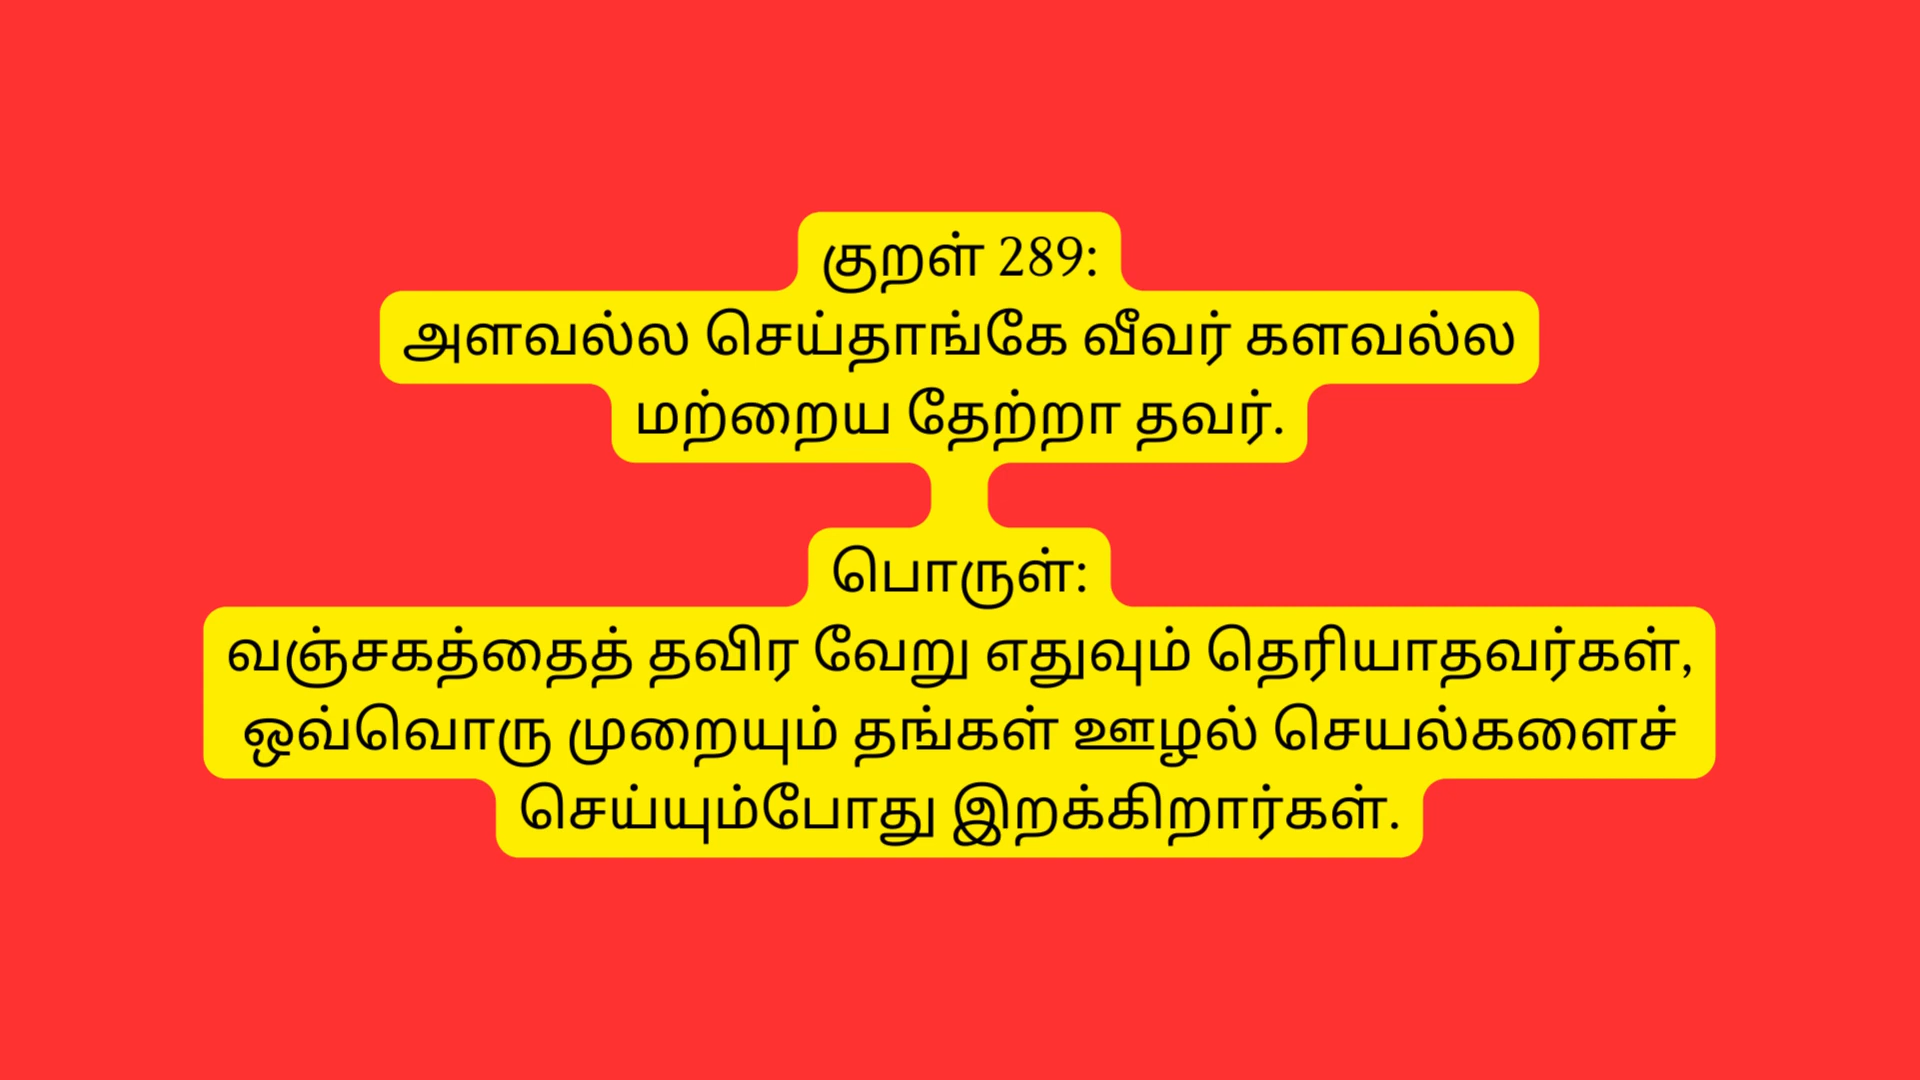 குறள் 289:
அளவல்ல செய்தாங்கே வீவர் களவல்ல
மற்றைய தேற்றா தவர்.
பொருள்:
வஞ்சகத்தைத் தவிர வேறு எதுவும் தெரியாதவர்கள்,
ஒவ்வொரு முறையும் தங்கள் ஊழல் செயல்களைச்
செய்யும்போது இறக்கிறார்கள்.